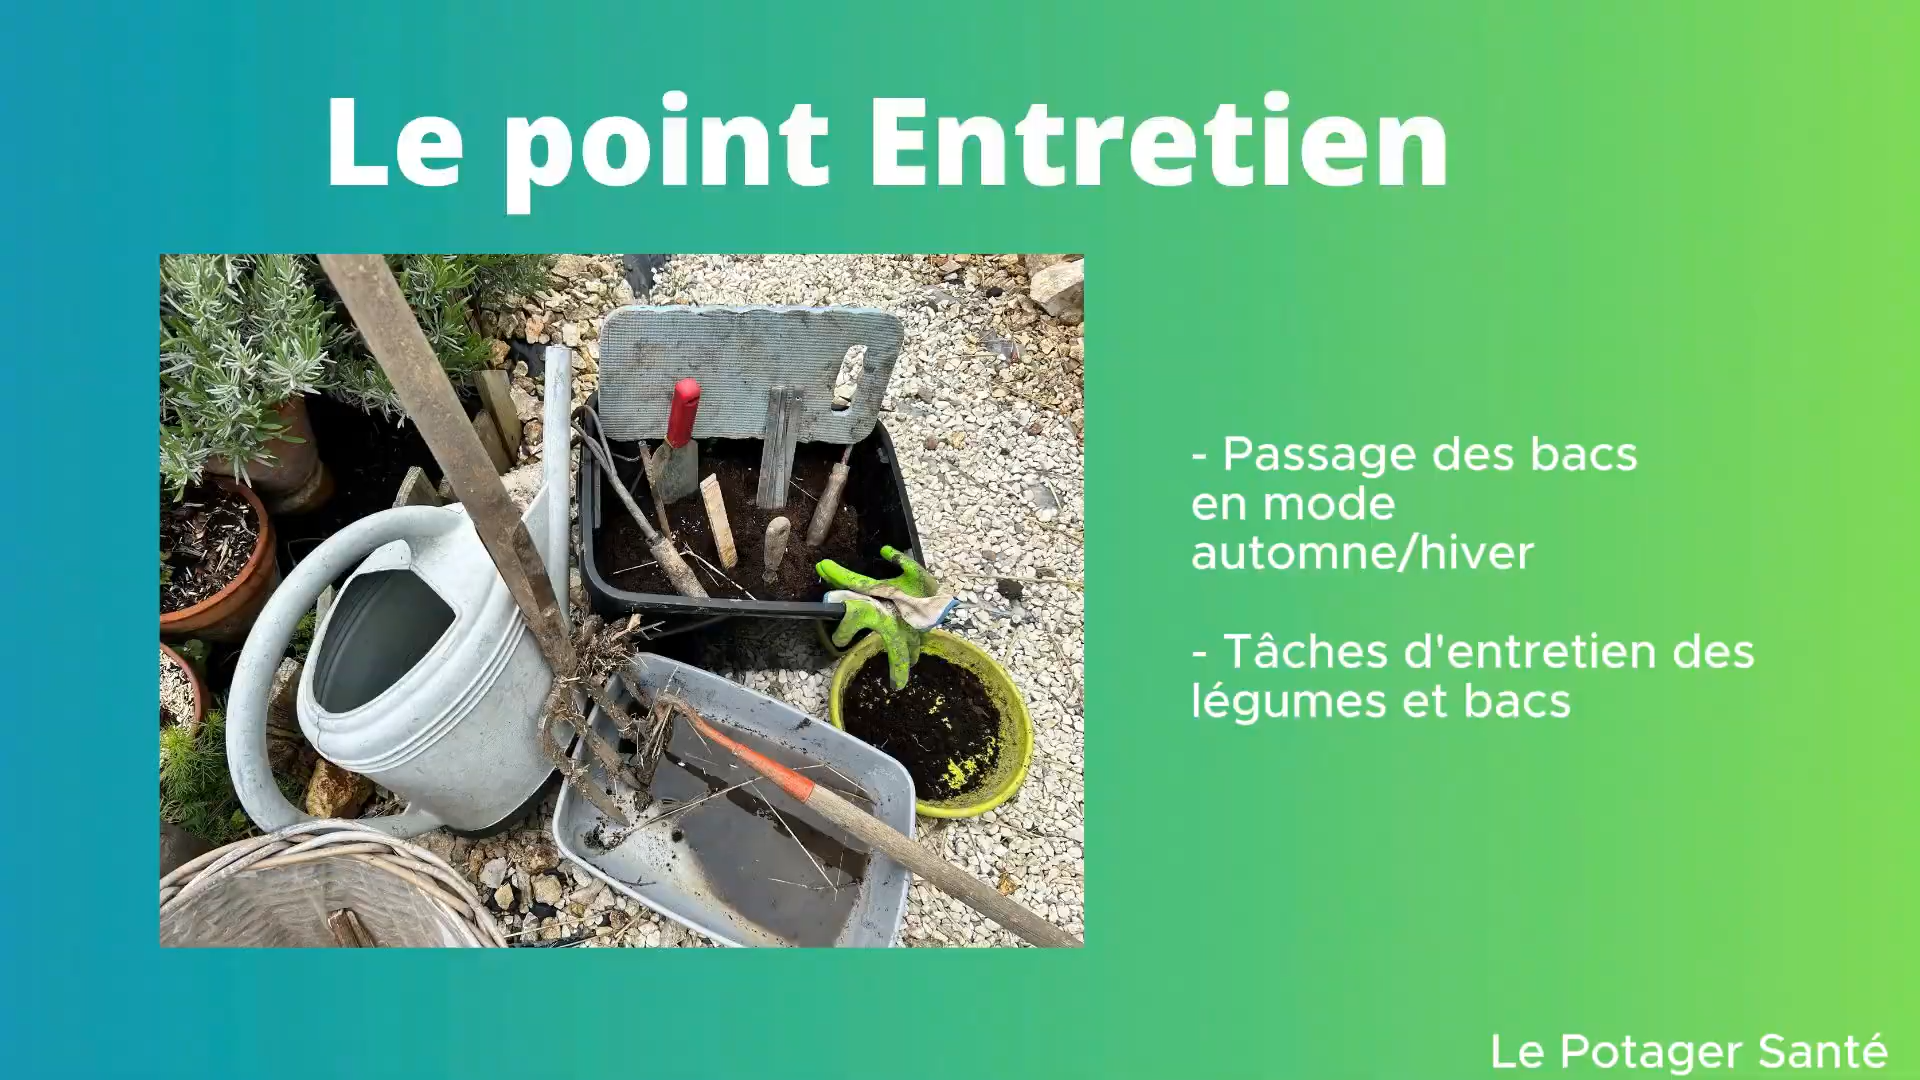 Le point Entretien
- Passage des bacs
en mode
automne/hiver
- Tâches d'entretien des
légumes et bacs
Le Potager Santé